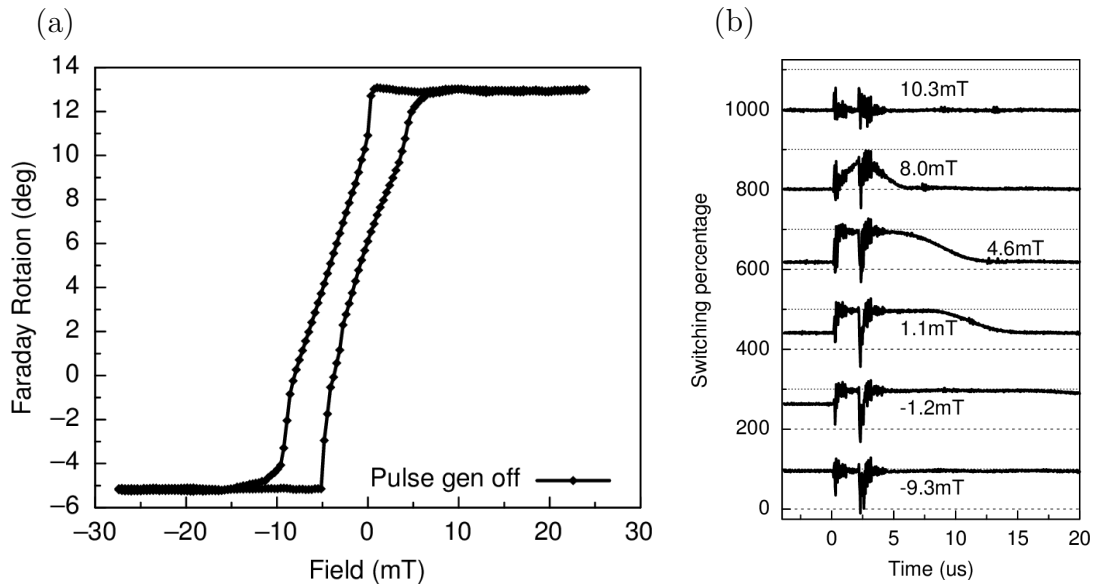 (a)
14
12
10
8
6
4
2
0
−2
−4
−6
−30 −20 −10 0 10 20 30
Faraday Rotaion (deg)
Field (mT)
Pulse gen off
(b)
1000
800
600
400
200
0
0 5 10 15 20
Switching percentage
Time (us)
10.3mT
8.0mT
4.6mT
1.1mT
-1.2mT
-9.3mT